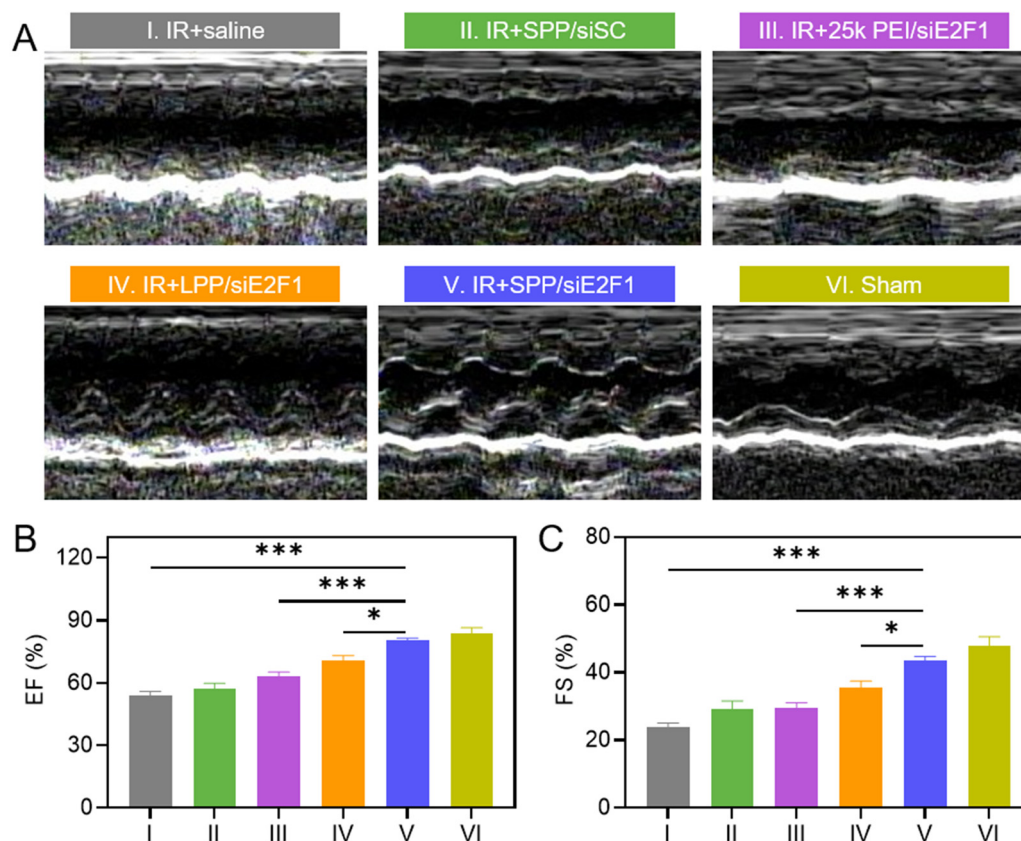 A
I. IR+saline
II. IR+SPP/siSC
III. IR+25k PEI/siE2F1
IV. IR+LPP/siE2F1
V. IR+SPP/siE2F1
VI. Sham
B
EF (%)
120
90
60
30
0
***
***
*
I II III IV V VI
C
FS (%)
80
60
40
20
0
***
***
*
I II III IV V VI